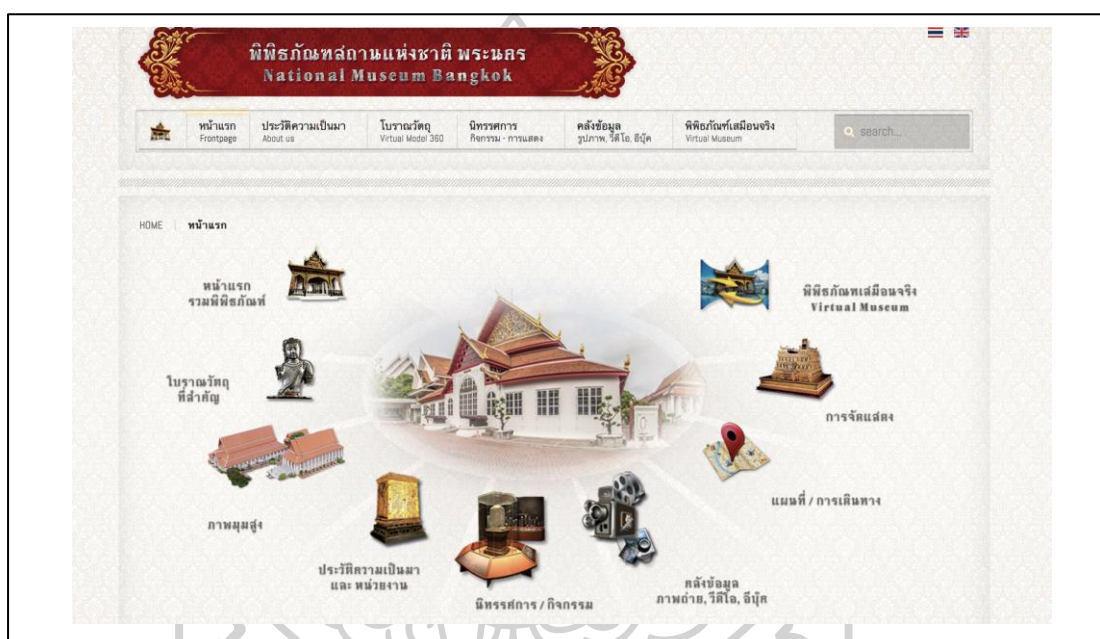 พิพิธภัณฑสถานแห่งชาติ พระนคร
National Museum Bangkok
หน้าแรก
Frontpage
ประวัติความเป็นมา
About us
โบราณวัตถุ
Virtual Model 360
นิทรรศการ
กิจกรรม - การแสดง
คลังข้อมูล
รูปภาพ, วีดีโอ, อีบุ๊ค
พิพิธภัณฑ์เสมือนจริง
Virtual Museum
search...
HOME
หน้าแรก
หน้าแรก
รวมพิพิธภัณฑ์
พิพิธภัณฑเสมือนจริง
Virtual Museum
โบราณวัตถุ
ที่สำคัญ
การจัดแสดง
แผนที่ / การเดินทาง
ภาพมุมสูง
ประวัติความเป็นมา
และ หน่วยงาน
นิทรรศการ / กิจกรรม
คลังข้อมูล
ภาพถ่าย, วีดีโอ, อีบุ๊ค